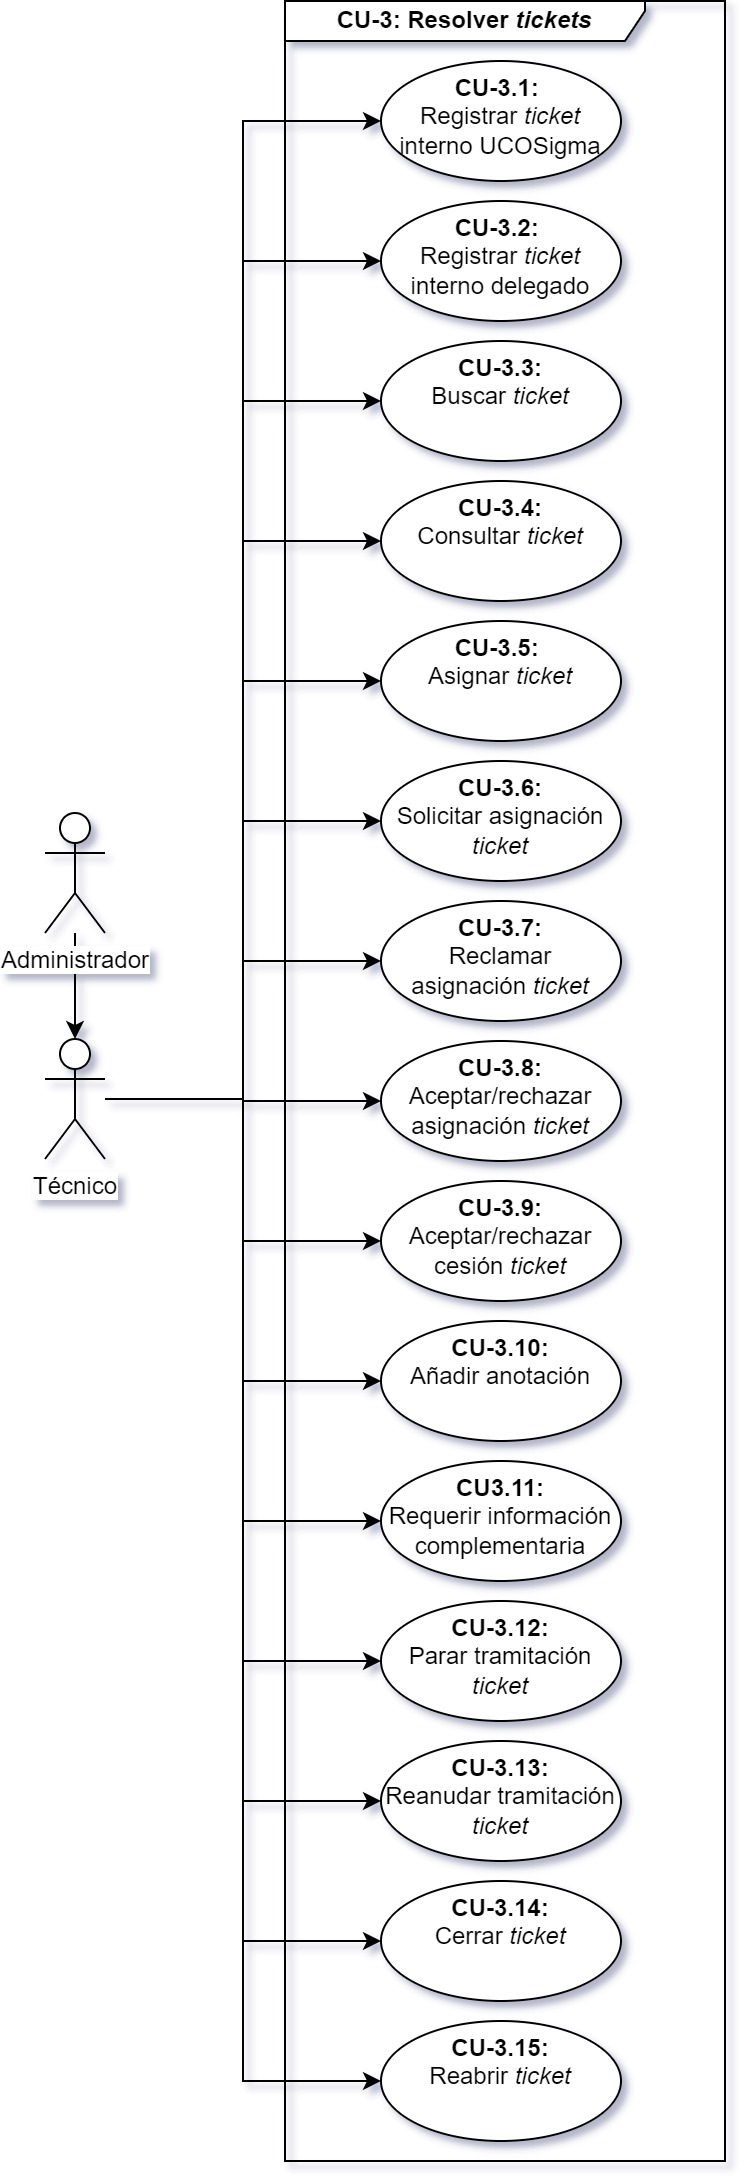 CU-3: Resolver tickets
CU-3.1:
Registrar ticket
interno UCOSigma
CU-3.2:
Registrar ticket
interno delegado
CU-3.3:
Buscar ticket
CU-3.4:
Consultar ticket
CU-3.5:
Asignar ticket
CU-3.6:
Solicitar asignación
ticket
CU-3.7:
Reclamar
asignación ticket
Administrador
CU-3.8:
Aceptar/rechazar
asignación ticket
Técnico
CU-3.9:
Aceptar/rechazar
cesión ticket
CU-3.10:
Añadir anotación
CU3.11:
Requerir información
complementaria
CU-3.12:
Parar tramitación
ticket
CU-3.13:
Reanudar tramitación
ticket
CU-3.14:
Cerrar ticket
CU-3.15:
Reabrir ticket